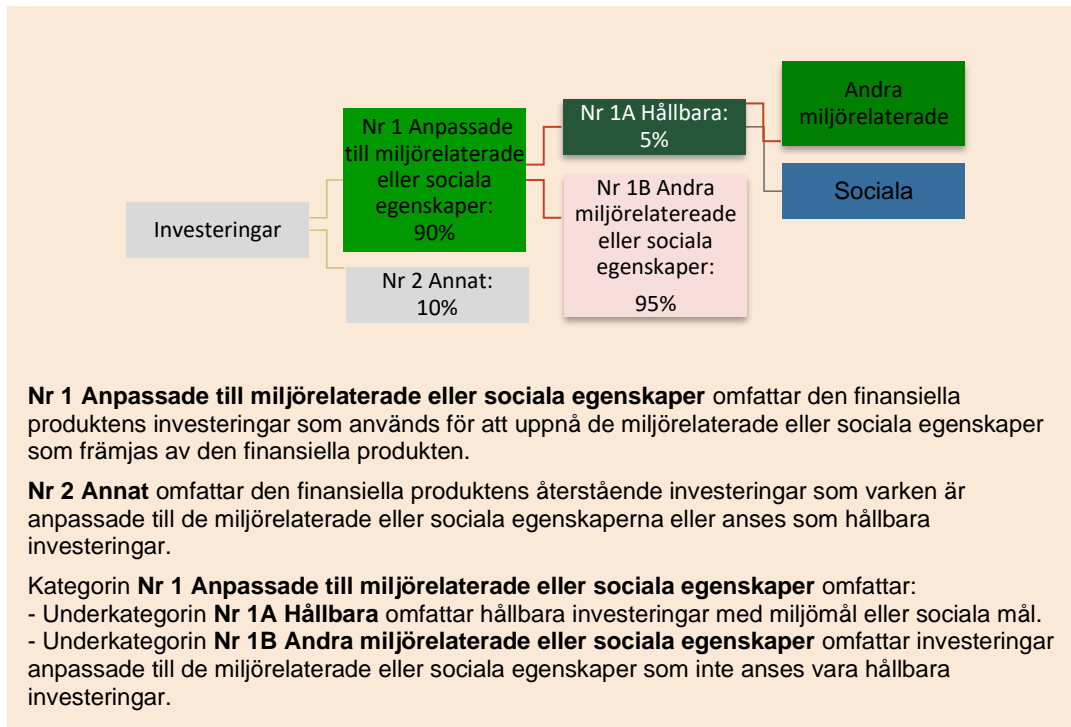 Investeringar
Nr 1 Anpassade
till miljörelaterade
eller sociala
egenskaper:
90%
Nr 2 Annat:
10%
Nr 1A Hållbara:
5%
Nr 1B Andra
miljörelatereade
eller sociala
egenskaper:
95%
Andra
miljörelaterade
Sociala
Nr 1 Anpassade till miljörelaterade eller sociala egenskaper omfattar den finansiella
produktens investeringar som används för att uppnå de miljörelaterade eller sociala egenskaper
som främjas av den finansiella produkten.
Nr 2 Annat omfattar den finansiella produktens återstående investeringar som varken är
anpassade till de miljörelaterade eller sociala egenskaperna eller anses som hållbara
investeringar.
Kategorin Nr 1 Anpassade till miljörelaterade eller sociala egenskaper omfattar:
- Underkategorin Nr 1A Hållbara omfattar hållbara investeringar med miljömål eller sociala mål.
- Underkategorin Nr 1B Andra miljörelaterade eller sociala egenskaper omfattar investeringar
anpassade till de miljörelaterade eller sociala egenskaper som inte anses vara hållbara
investeringar.